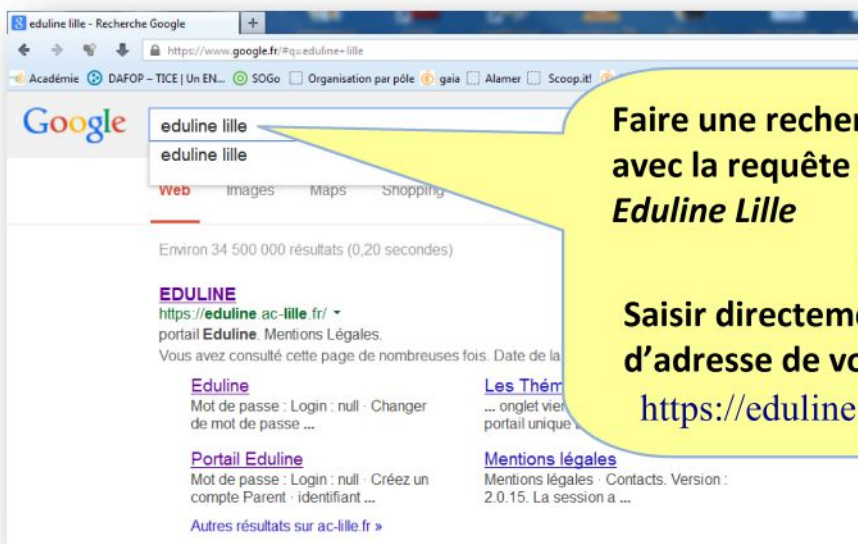 eduline lille - Recherche Google
https://www.google.fr/#q=eduline+lille
Académie DAFOP – TICE | Un EN... SOGo Organisation par pôle gaia Alamer Scoop.it!
Google
eduline lille
eduline lille
Web Images Maps Shopping
Environ 34 500 000 résultats (0,20 secondes)
EDULINE
https://eduline.ac-lille.fr/
portail Eduline. Mentions Légales.
Vous avez consulté cette page de nombreuses fois. Date de la
Eduline
Mot de passe : Login : null · Changer
de mot de passe ...
Les Thém
... onglet vier
portail unique
Portail Eduline
Mot de passe : Login : null · Créez un
compte Parent · identifiant ...
Mentions légales
Mentions légales · Contacts. Version :
2.0.15. La session a ...
Autres résultats sur ac-lille.fr »
Faire une recher
avec la requête
Eduline Lille
Saisir directeme
d’adresse de vo
https://eduline